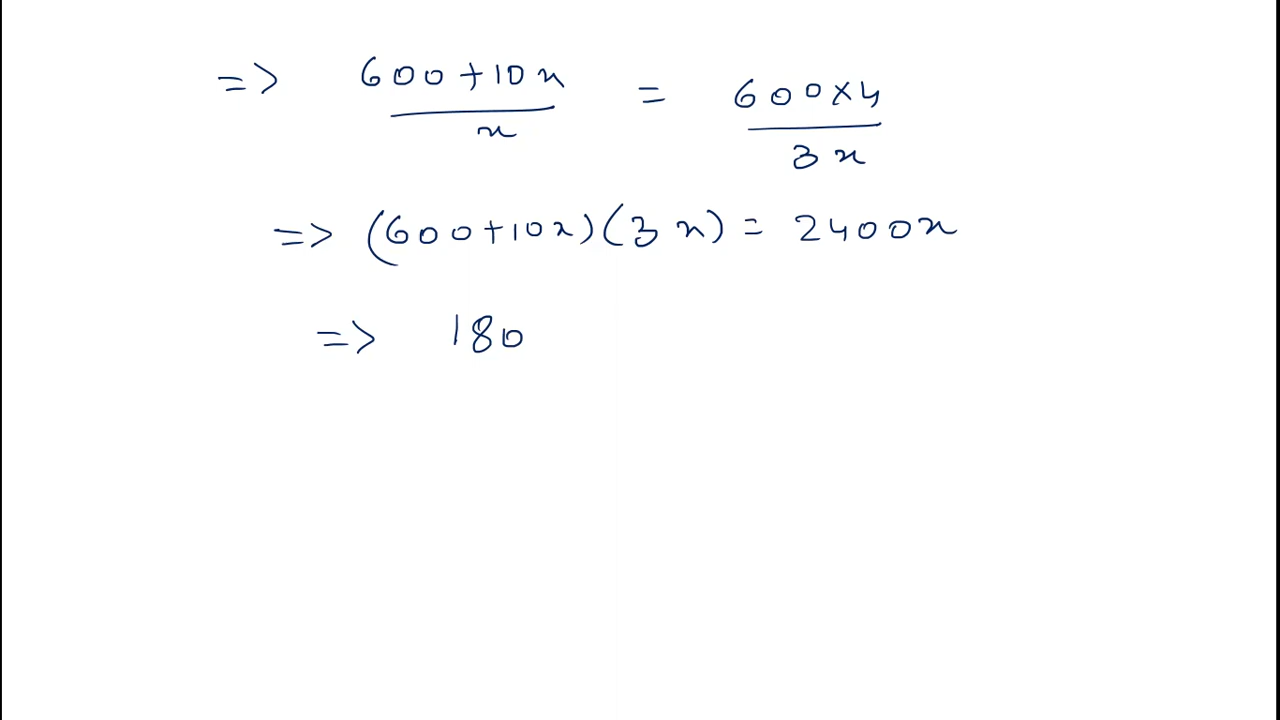 => 600+10x / x = 600×4 / 3x
=> (600+10x)(3x) = 2400x
=> 180